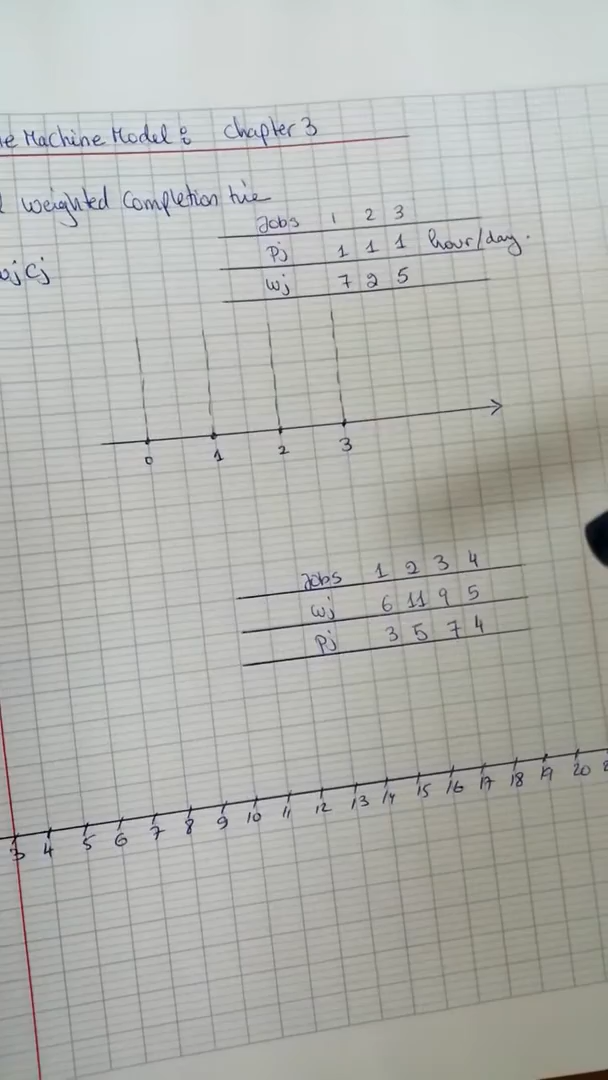 e Machine Model : chapter 3
l weighted Completion tile
Jobs 1 2 3
Pj 1 1 1 hour/day.
wj 7 2 5
wjCj
0 1 2 3
Jobs 1 2 3 4
wj 6 11 9 5
Pj 3 5 7 4
3 4 5 6 7 8 9 10 11 12 13 14 15 16 17 18 19 20 2